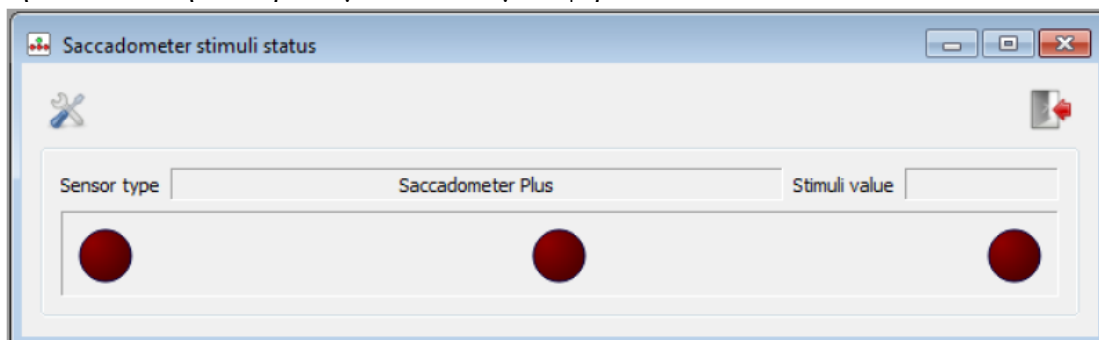 Saccadometer stimuli status
Sensor type Saccadometer Plus Stimuli value